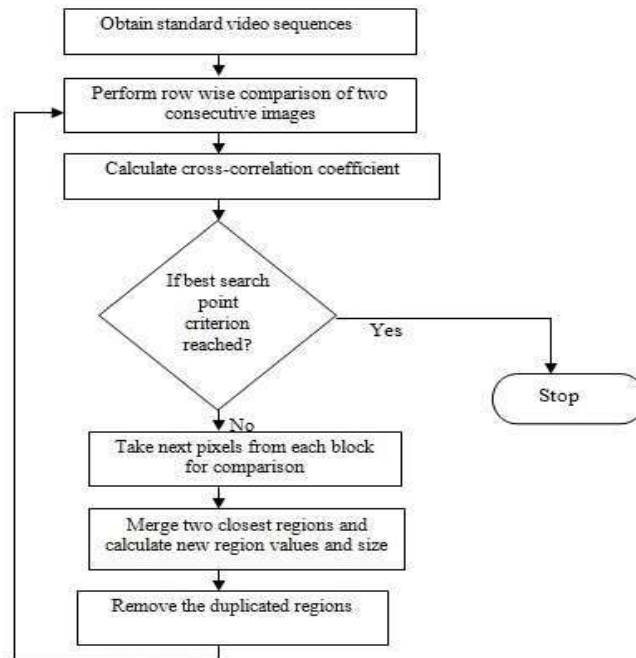 Obtain standard video sequences
Perform row wise comparison of two
consecutive images
Calculate cross-correlation coefficient
If best search
point
criterion
reached?
Yes
Stop
No
Take next pixels from each block
for comparison
Merge two closest regions and
calculate new region values and size
Remove the duplicated regions